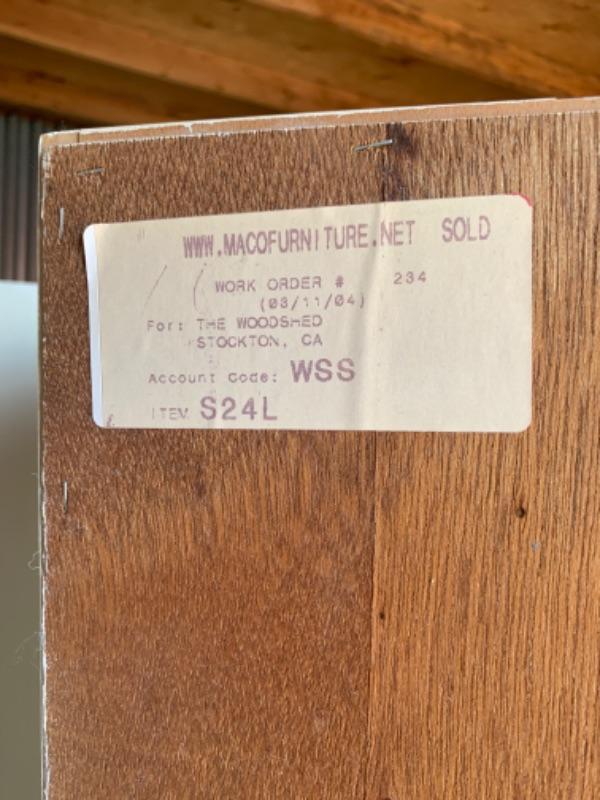 WWW.MACOFURNITURE.NET SOLD
WORK ORDER # 234
(03/11/04)
For: THE WOODSHED
STOCKTON, CA
Account Code: WSS
ITEM S24L